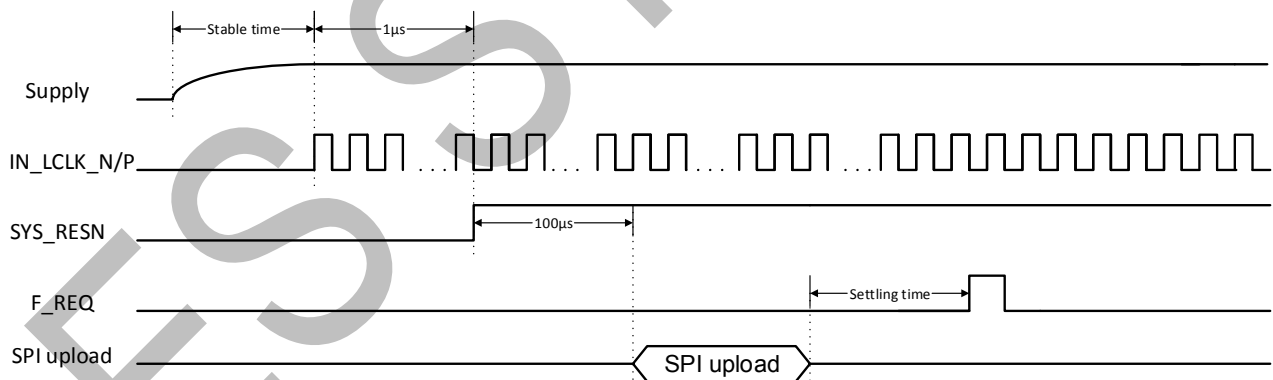 Stable time 1µs
Supply
IN_LCLK_N/P
SYS_RESN
100µs
F_REQ
Settling time
SPI upload
SPI upload